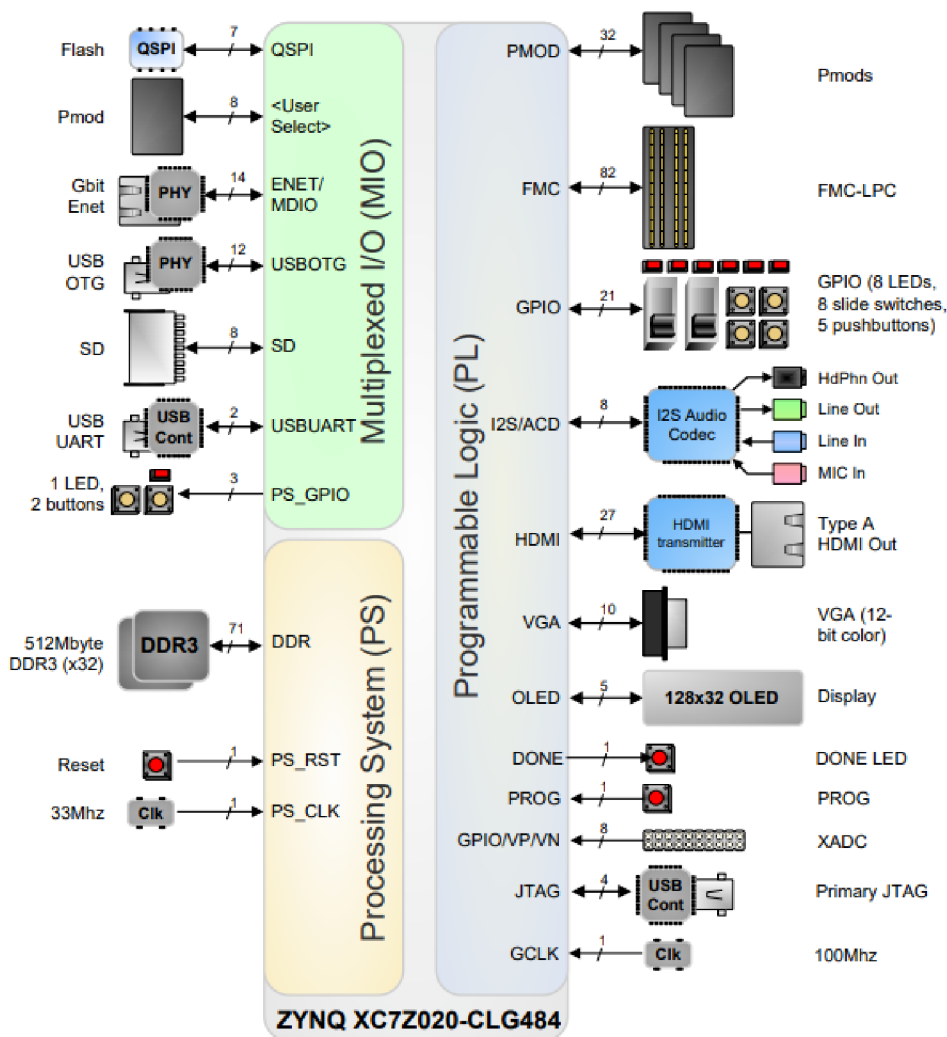 Flash
QSPI
7
QSPI
Pmod
8
<User
Select>
Gbit
Enet
PHY
14
ENET/
MDIO
USB
OTG
PHY
12
USBOTG
SD
8
SD
USB
UART
USB
Cont
2
USBUART
1 LED,
2 buttons
3
PS_GPIO
Multiplexed I/O (MIO)
512Mbyte
DDR3 (x32)
DDR3
71
DDR
Reset
1
PS_RST
33Mhz
Clk
1
PS_CLK
Processing System (PS)
Programmable Logic (PL)
PMOD
32
Pmods
FMC
82
FMC-LPC
GPIO
21
GPIO (8 LEDs,
8 slide switches,
5 pushbuttons)
I2S/ACD
8
I2S Audio
Codec
HdPhn Out
Line Out
Line In
MIC In
HDMI
27
HDMI
transmitter
Type A
HDMI Out
VGA
10
VGA (12-
bit color)
OLED
5
128x32 OLED
Display
DONE
1
DONE LED
PROG
1
PROG
GPIO/VP/VN
8
XADC
JTAG
4
USB
Cont
Primary JTAG
GCLK
1
Clk
100Mhz
ZYNQ XC7Z020-CLG484